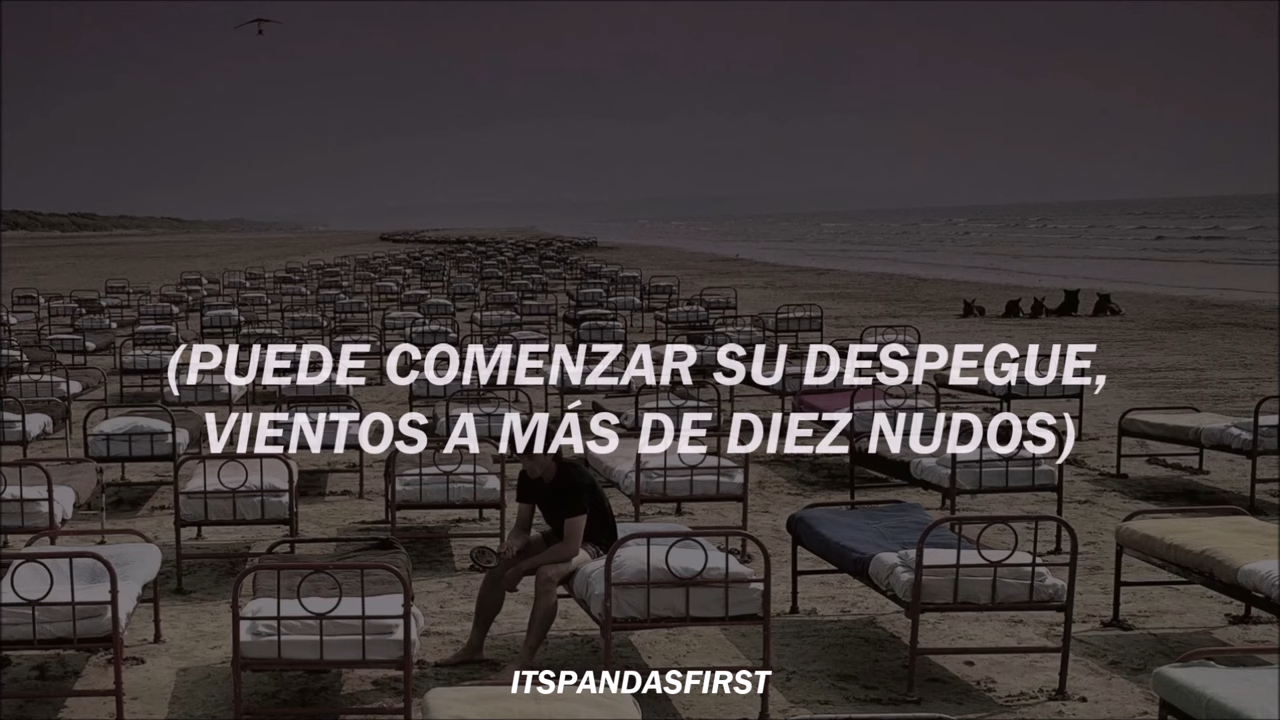 (PUEDE COMENZAR SU DESPEGUE,
VIENTOS A MÁS DE DIEZ NUDOS)
ITSPANDASFIRST